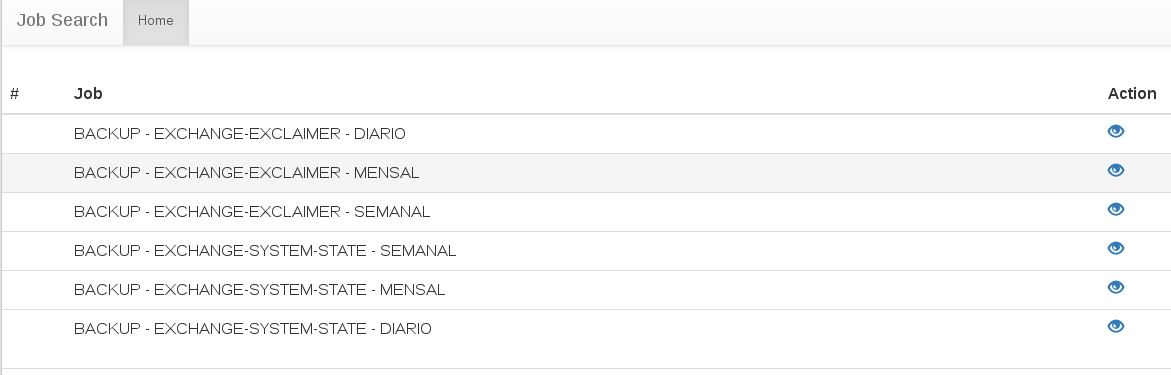 Job Search Home
# Job Action
BACKUP - EXCHANGE-EXCLAIMER - DIARIO
BACKUP - EXCHANGE-EXCLAIMER - MENSAL
BACKUP - EXCHANGE-EXCLAIMER - SEMANAL
BACKUP - EXCHANGE-SYSTEM-STATE - SEMANAL
BACKUP - EXCHANGE-SYSTEM-STATE - MENSAL
BACKUP - EXCHANGE-SYSTEM-STATE - DIARIO